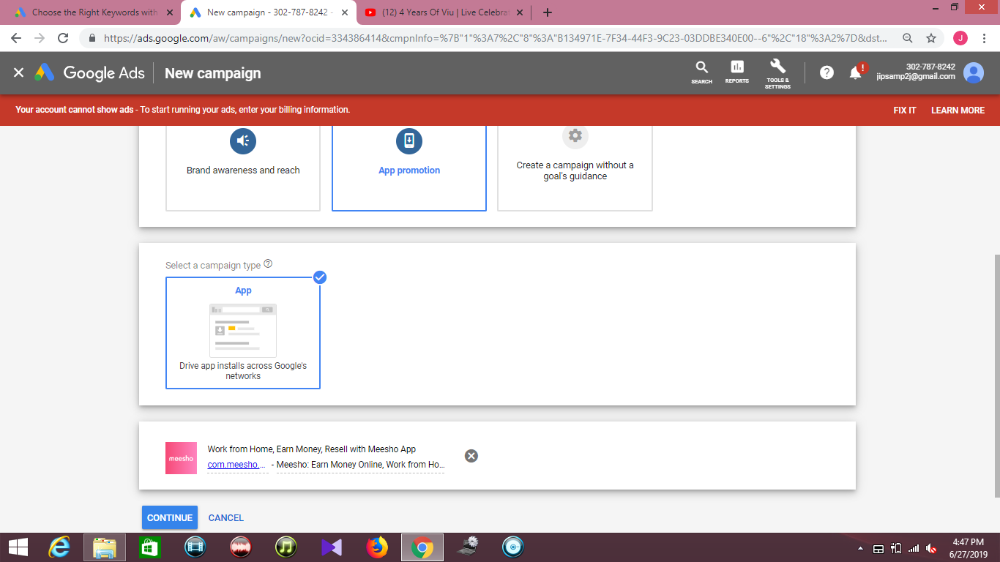 Choose the Right Keywords with
New campaign - 302-787-8242 -
(12) 4 Years Of Viu | Live Celebra
https://ads.google.com/aw/campaigns/new?ocid=334386414&cmpnInfo=%7B"1"%3A7%2C"8"%3A"B134971E-7F34-44F3-9C23-03DDBE340E00--6"%2C"18"%3A2%7D&dst...
J
Google Ads
New campaign
SEARCH
REPORTS
TOOLS &
SETTINGS
302-787-8242
jipsamp2j@gmail.com
Your account cannot show ads - To start running your ads, enter your billing information.
FIX IT
LEARN MORE
Brand awareness and reach
App promotion
Create a campaign without a
goal's guidance
Select a campaign type
App
Drive app installs across Google's
networks
meesho
Work from Home, Earn Money, Resell with Meesho App
com.meesho.... - Meesho: Earn Money Online, Work from Ho...
CONTINUE
CANCEL
4:47 PM
6/27/2019